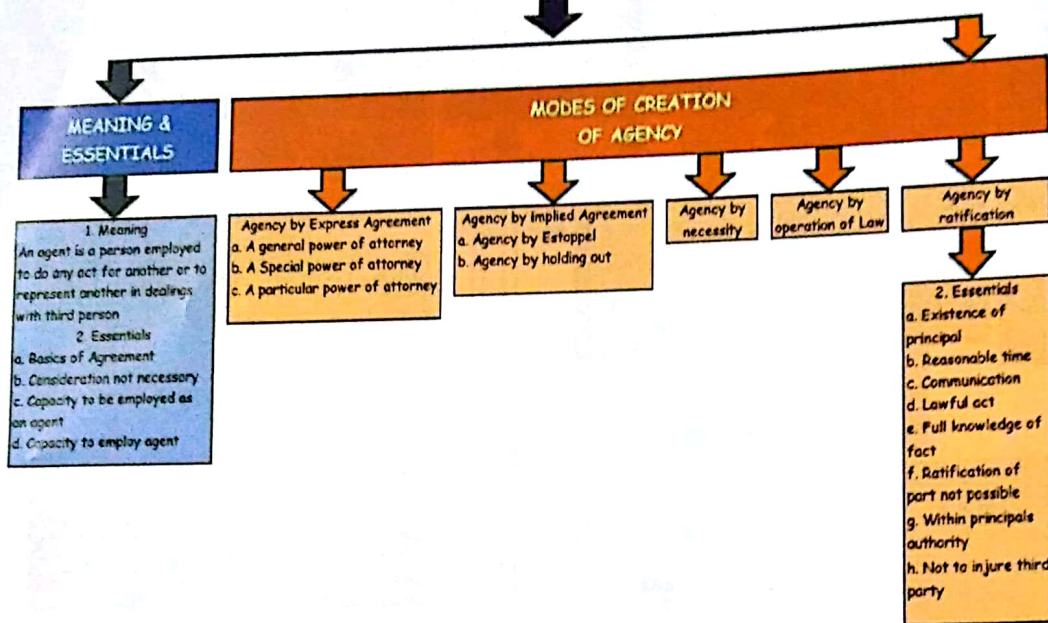 MEANING &
ESSENTIALS
MODES OF CREATION
OF AGENCY
1. Meaning
An agent is a person employed
to do any act for another or to
represent another in dealings
with third person
2. Essentials
a. Basics of Agreement
b. Consideration not necessary
c. Capacity to be employed as
an agent
d. Capacity to employ agent
Agency by Express Agreement
a. A general power of attorney
b. A Special power of attorney
c. A particular power of attorney
Agency by Implied Agreement
a. Agency by Estoppel
b. Agency by holding out
Agency by
necessity
Agency by
operation of Law
Agency by
ratification
2. Essentials
a. Existence of
principal
b. Reasonable time
c. Communication
d. Lawful act
e. Full knowledge of
fact
f. Ratification of
part not possible
g. Within principals
authority
h. Not to injure third
party